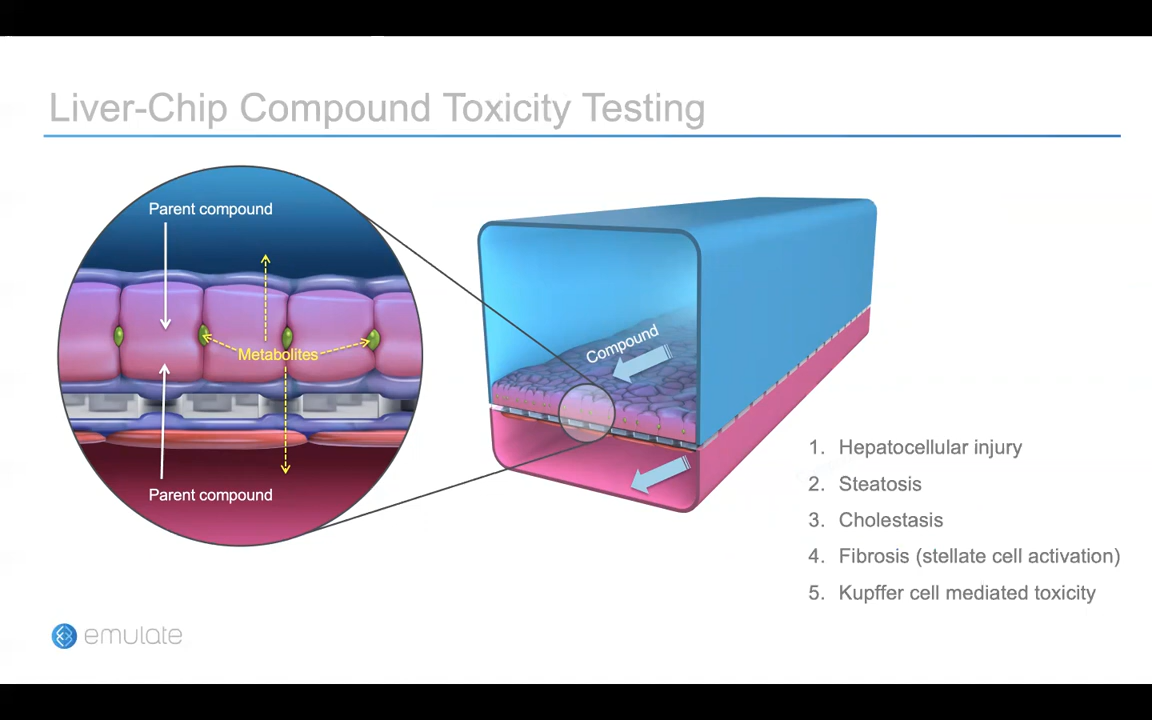 Liver-Chip Compound Toxicity Testing
Parent compound
Metabolites
Parent compound
Compound
1. Hepatocellular injury
2. Steatosis
3. Cholestasis
4. Fibrosis (stellate cell activation)
5. Kupffer cell mediated toxicity
emulate